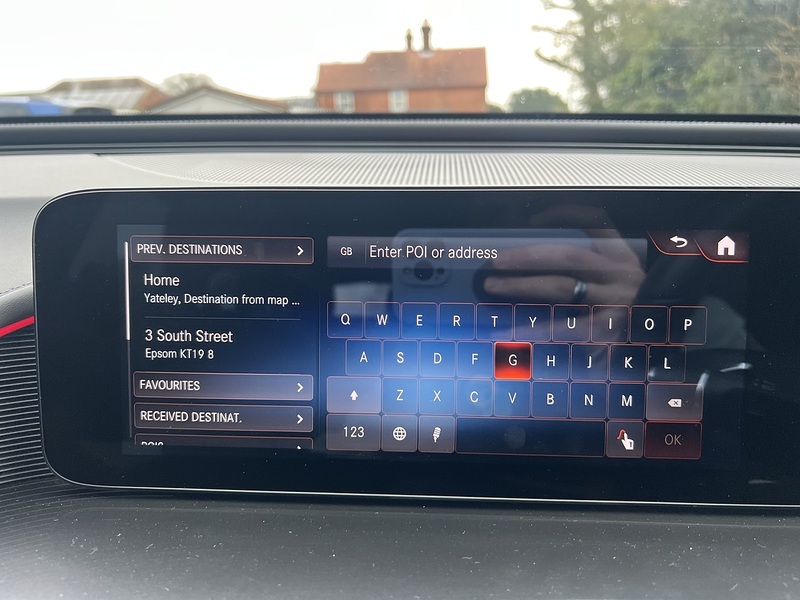 PREV. DESTINATIONS
Home
Yateley, Destination from map ...
3 South Street
Epsom KT19 8
FAVOURITES
RECEIVED DESTINAT.
POIS
GB Enter POI or address
Q W E R T Y U I O P
A S D F G H J K L
Z X C V B N M
123 OK